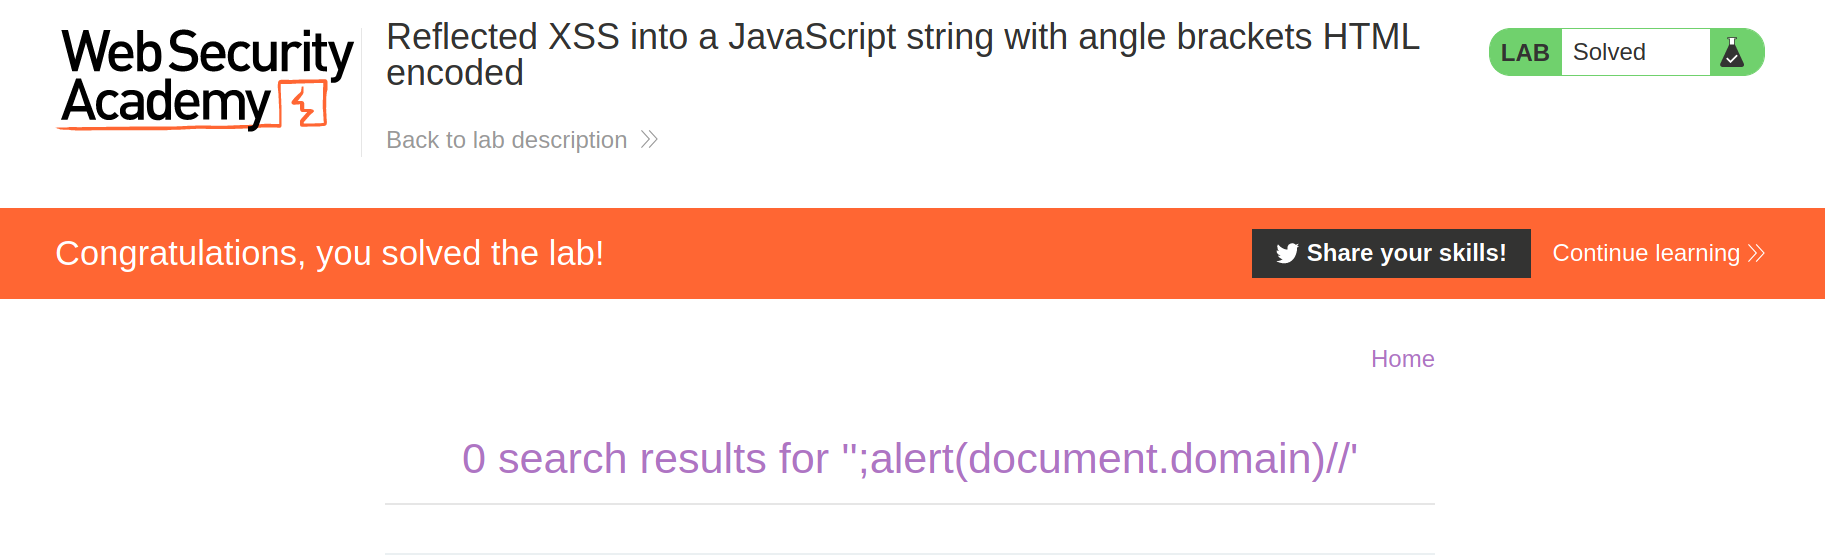 Web Security
Academy
Reflected XSS into a JavaScript string with angle brackets HTML
encoded
Back to lab description
LAB Solved
Congratulations, you solved the lab!
Share your skills!
Continue learning
Home
0 search results for '';alert(document.domain)//'